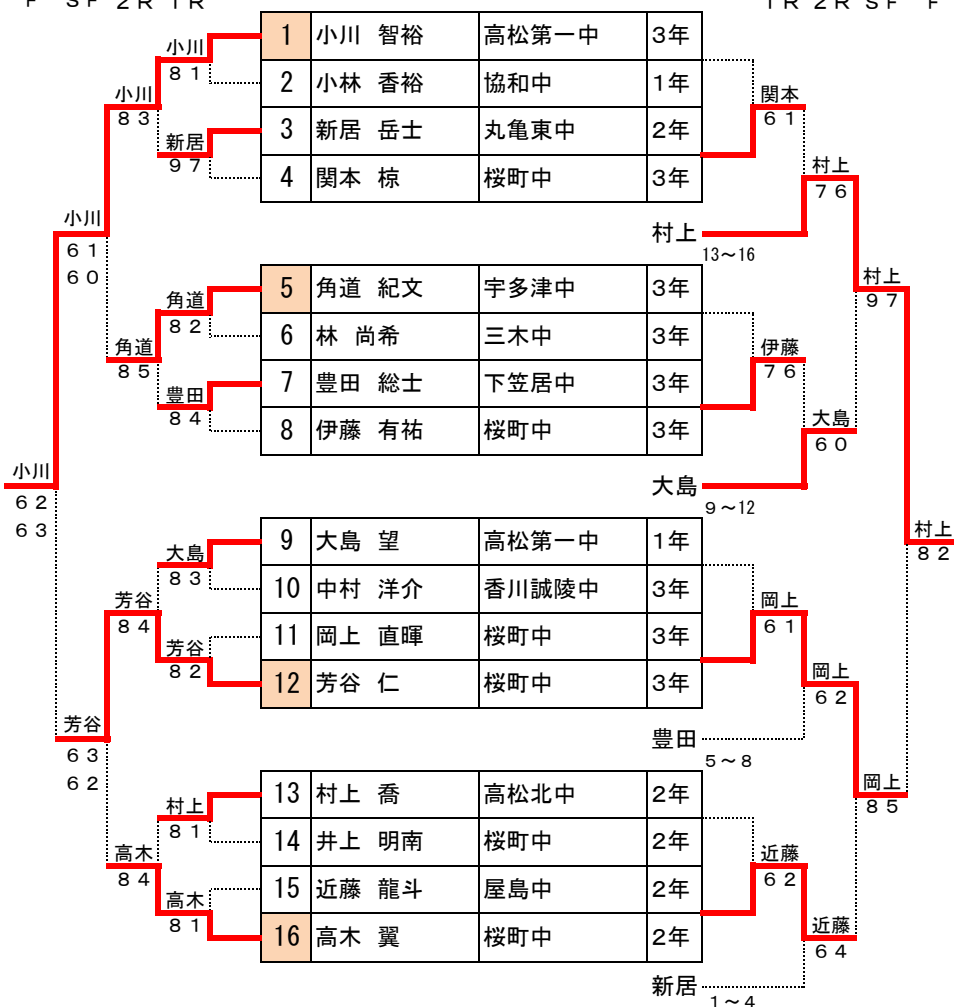 F SF 2R 1R
1R 2R SF F
1 小川 智裕 高松第一中 3年
2 小林 香裕 協和中 1年
3 新居 岳士 丸亀東中 2年
4 関本 椋 桜町中 3年
5 角道 紀文 宇多津中 3年
6 林 尚希 三木中 3年
7 豊田 総士 下笠居中 3年
8 伊藤 有祐 桜町中 3年
9 大島 望 高松第一中 1年
10 中村 洋介 香川誠陵中 3年
11 岡上 直暉 桜町中 3年
12 芳谷 仁 桜町中 3年
13 村上 喬 高松北中 2年
14 井上 明南 桜町中 2年
15 近藤 龍斗 屋島中 2年
16 高木 翼 桜町中 2年
小川
81
新居
97
角道
82
豊田
84
大島
83
芳谷
82
村上
81
高木
81
小川
83
角道
85
芳谷
84
高木
84
小川
61
60
芳谷
63
62
小川
62
63
関本
61
村上
13～16
伊藤
76
大島
9～12
岡上
61
豊田
5～8
近藤
62
新居
1～4
村上
76
大島
60
岡上
62
近藤
64
村上
97
岡上
85
村上
82